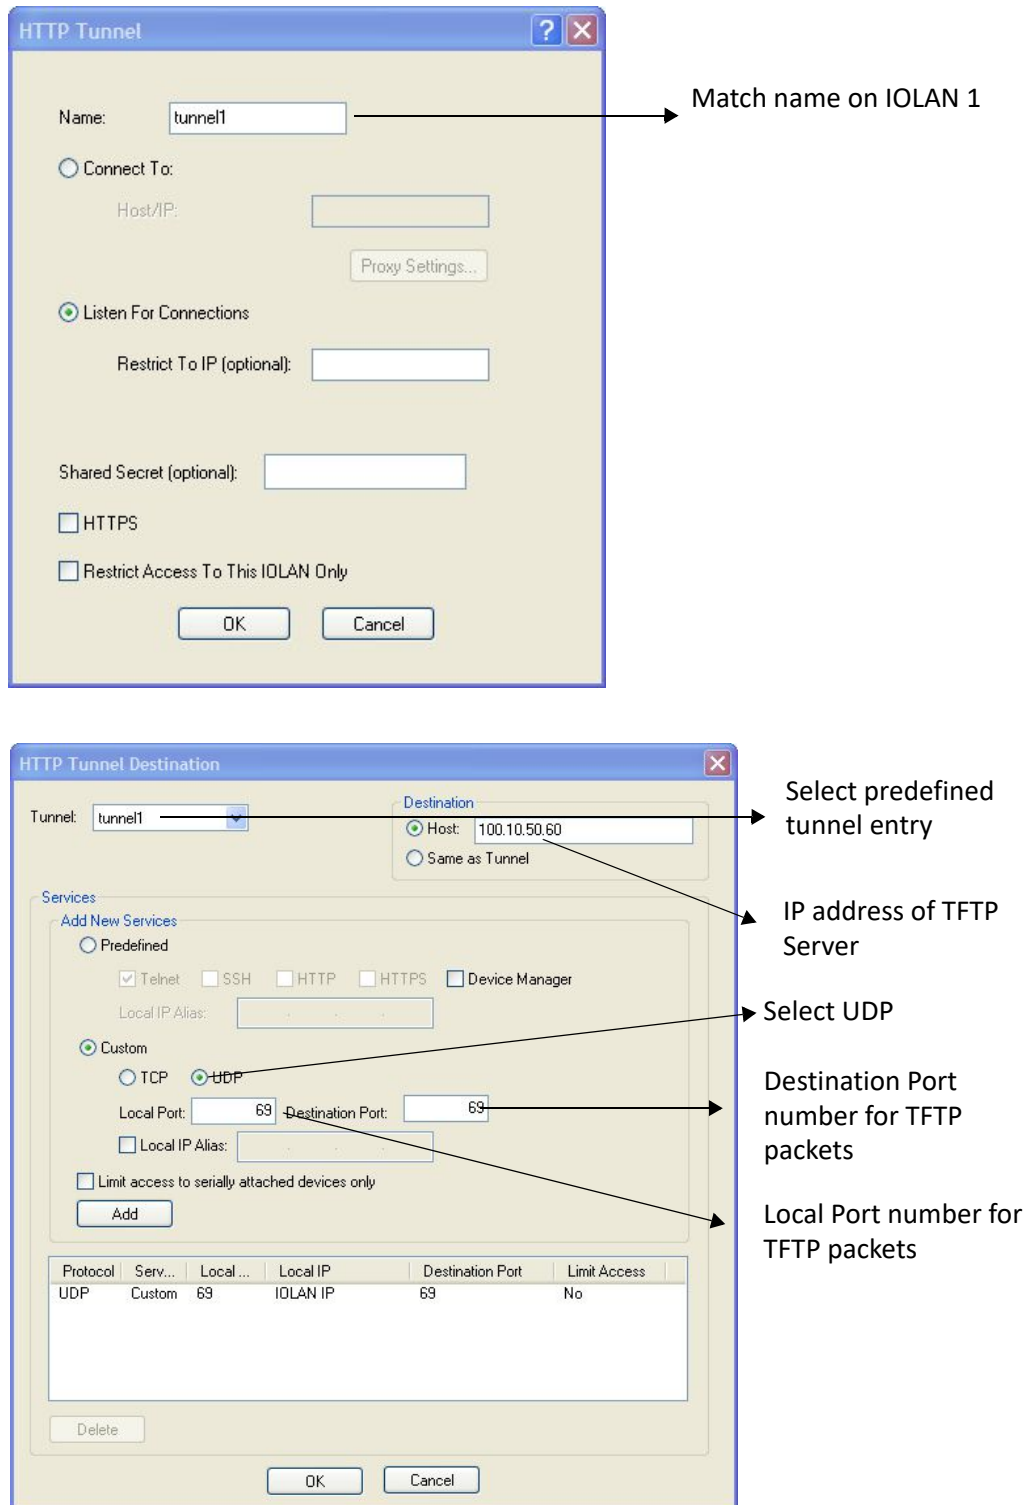 HTTP Tunnel
Match name on IOLAN 1
Name: tunnel1
Connect To:
Host/IP:
Proxy Settings...
Listen For Connections
Restrict To IP (optional):
Shared Secret (optional):
HTTPS
Restrict Access To This IOLAN Only
OK Cancel
HTTP Tunnel Destination
Tunnel: tunnel1
Destination
Host: 100.10.50.60
Same as Tunnel
Select predefined
tunnel entry
IP address of TFTP
Server
Services
Add New Services
Predefined
Telnet SSH HTTP HTTPS Device Manager
Local IP Alias:
Select UDP
Custom
TCP UDP
Local Port: 69 Destination Port: 69
Destination Port
number for TFTP
packets
Local IP Alias:
Limit access to serially attached devices only
Add
Local Port number for
TFTP packets
Protocol Serv... Local ... Local IP Destination Port Limit Access
UDP Custom 69 IOLAN IP 69 No
Delete
OK Cancel